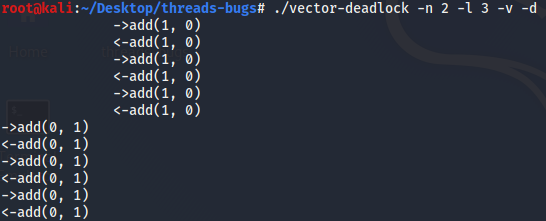 root@kali:~/Desktop/threads-bugs# ./vector-deadlock -n 2 -l 3 -v -d
              ->add(1, 0)
              <-add(1, 0)
              ->add(1, 0)
              <-add(1, 0)
              ->add(1, 0)
              <-add(1, 0)
->add(0, 1)
<-add(0, 1)
->add(0, 1)
<-add(0, 1)
->add(0, 1)
<-add(0, 1)